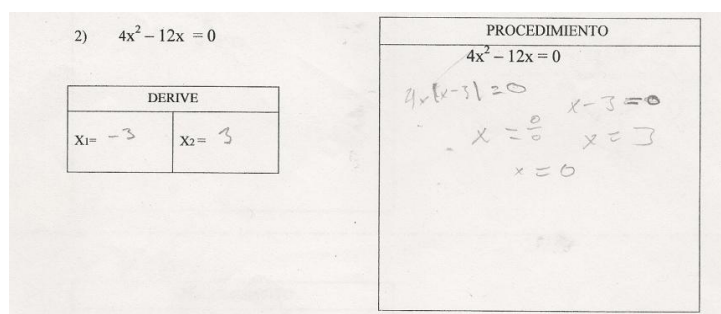 2) 4x² – 12x = 0
DERIVE
X1= -3
X2= 3
PROCEDIMIENTO
4x² – 12x = 0
4x(x-3)=0
x-3=0
x = 0/0
x = 3
x = 0